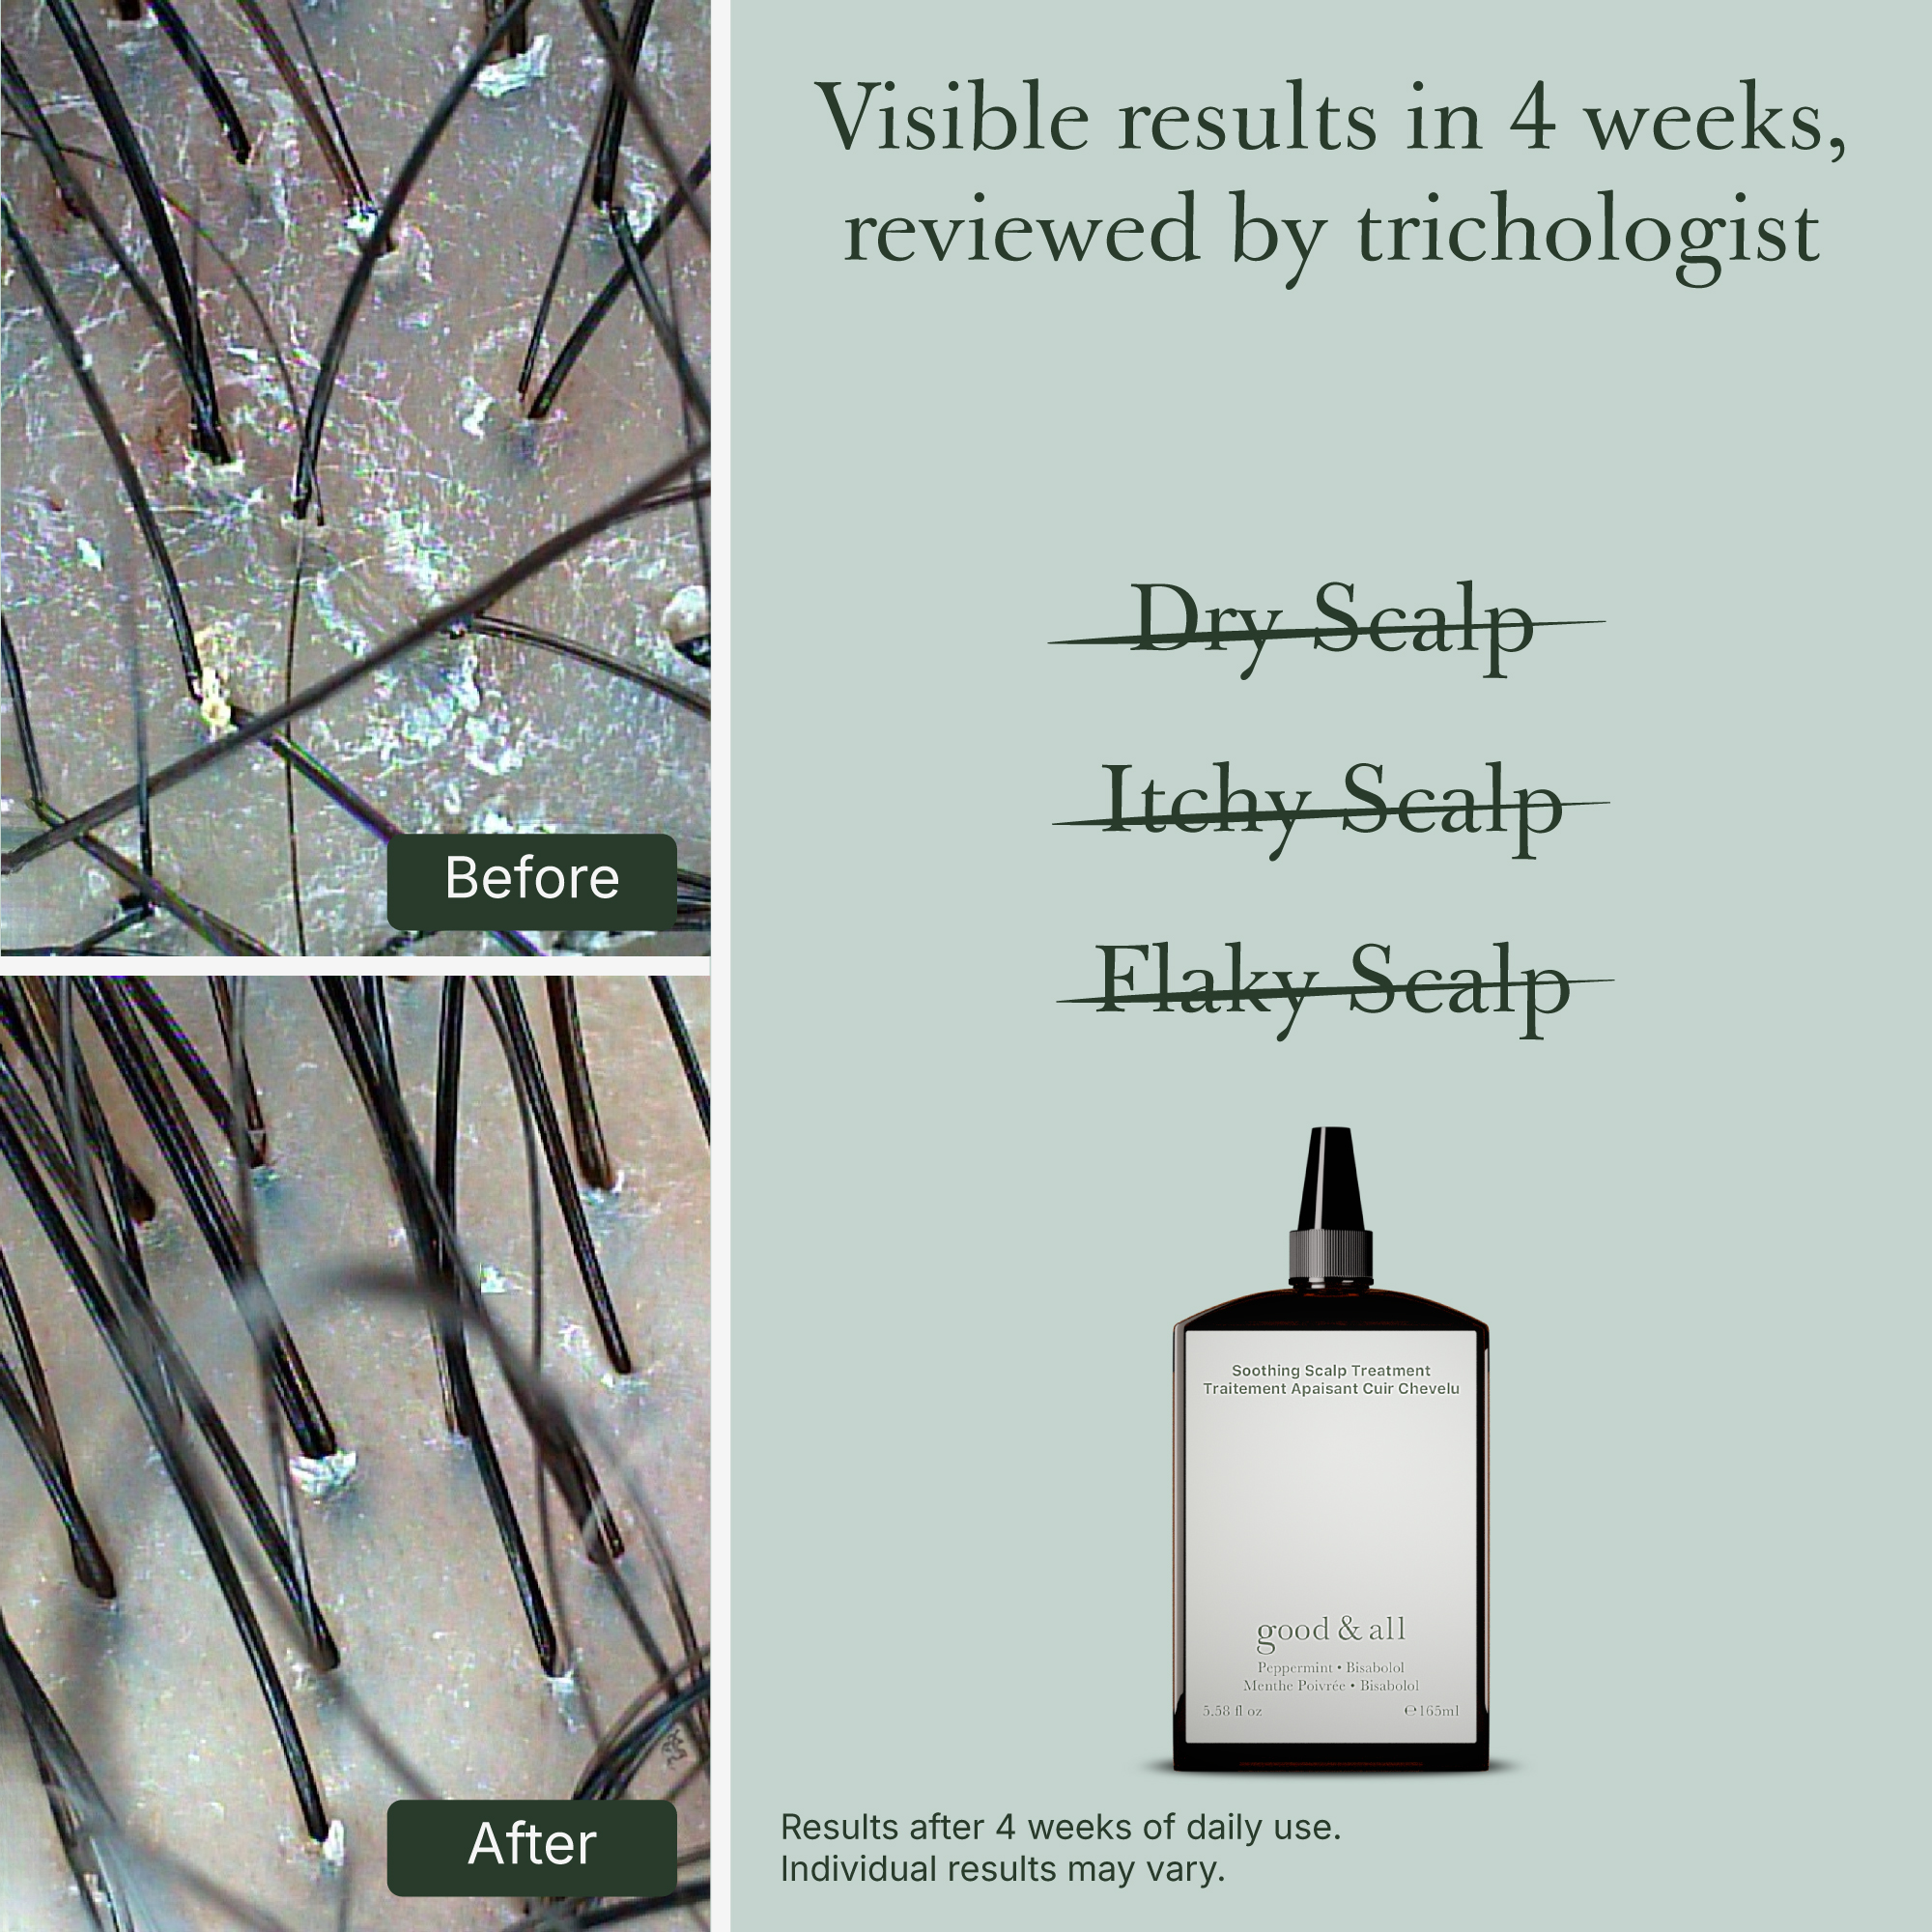 Visible results in 4 weeks,
reviewed by trichologist
Dry Scalp
Itchy Scalp
Flaky Scalp
Before
After
Soothing Scalp Treatment
Traitement Apaisant Cuir Chevelu
good & all
Peppermint • Bisabolol
Menthe Poivrée • Bisabolol
5.58 fl oz ℮165ml
Results after 4 weeks of daily use.
Individual results may vary.